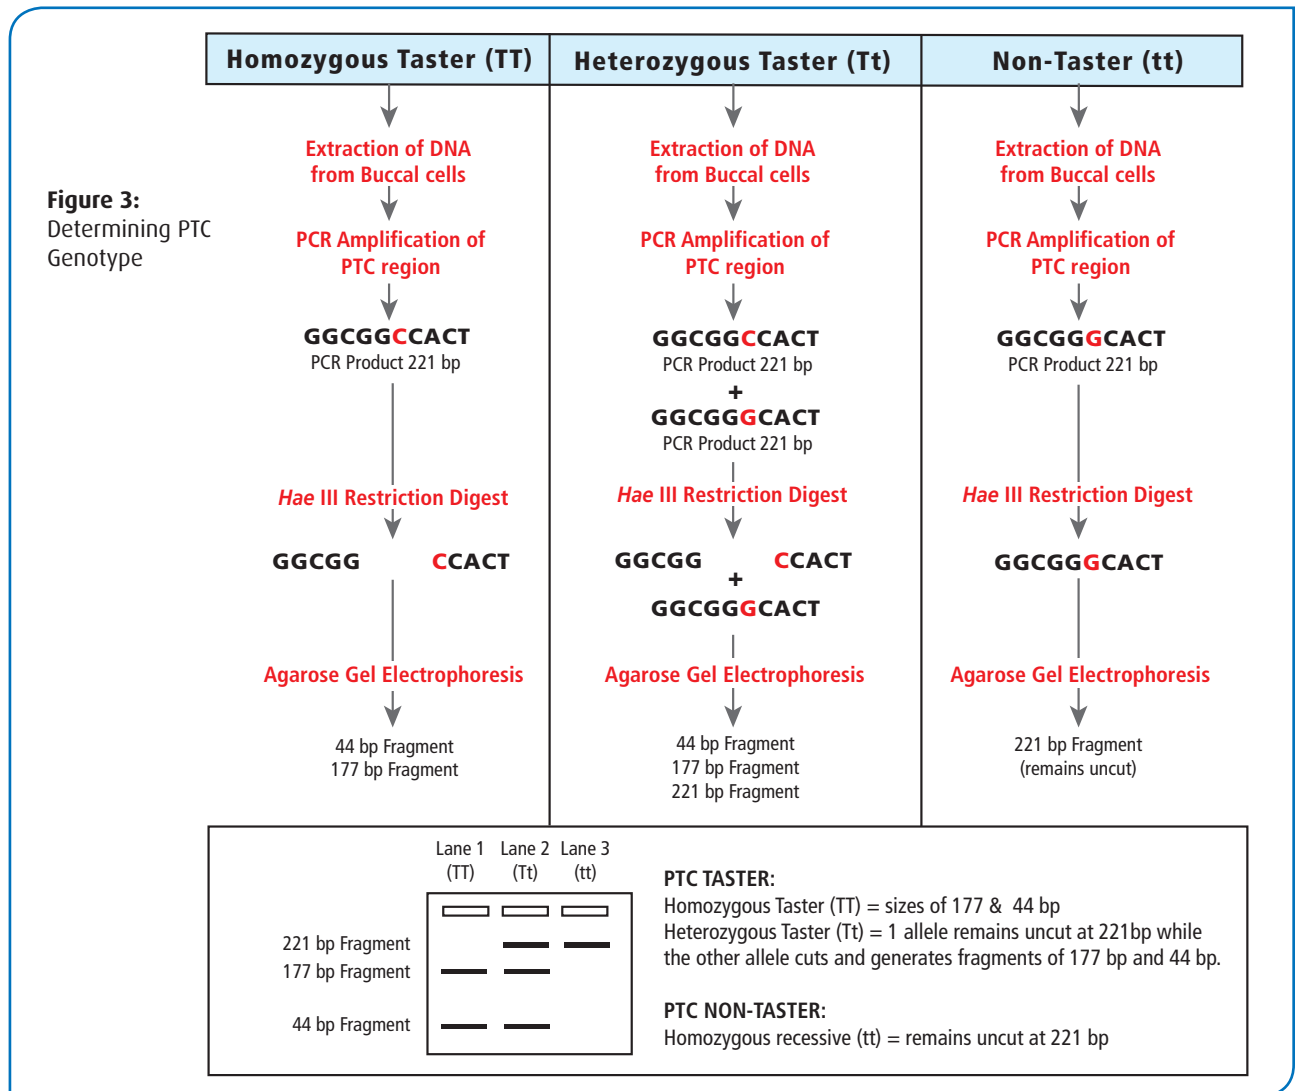 Figure 3:
Determining PTC
Genotype
Homozygous Taster (TT)
Extraction of DNA
from Buccal cells
PCR Amplification of
PTC region
GGCGGCCACT
PCR Product 221 bp
Hae III Restriction Digest
GGCGG CCACT
Agarose Gel Electrophoresis
44 bp Fragment
177 bp Fragment
Heterozygous Taster (Tt)
Extraction of DNA
from Buccal cells
PCR Amplification of
PTC region
GGCGGCCACT
PCR Product 221 bp
+
GGCGGGCACT
PCR Product 221 bp
Hae III Restriction Digest
GGCGG CCACT
+
GGCGGGCACT
Agarose Gel Electrophoresis
44 bp Fragment
177 bp Fragment
221 bp Fragment
Non-Taster (tt)
Extraction of DNA
from Buccal cells
PCR Amplification of
PTC region
GGCGGGCACT
PCR Product 221 bp
Hae III Restriction Digest
GGCGGGCACT
Agarose Gel Electrophoresis
221 bp Fragment
(remains uncut)
Lane 1 Lane 2 Lane 3
(TT) (Tt) (tt)
221 bp Fragment
177 bp Fragment
44 bp Fragment
PTC TASTER:
Homozygous Taster (TT) = sizes of 177 & 44 bp
Heterozygous Taster (Tt) = 1 allele remains uncut at 221bp while
the other allele cuts and generates fragments of 177 bp and 44 bp.
PTC NON-TASTER:
Homozygous recessive (tt) = remains uncut at 221 bp